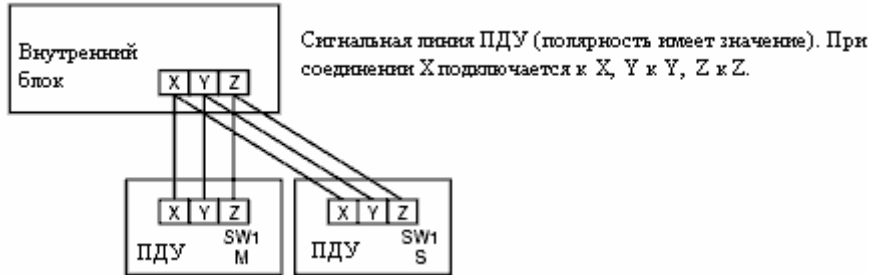 Внутренний
блок
X Y Z
Сигнальная линия ПДУ (полярность имеет значение). При
соединении X подключается к X, Y к Y, Z к Z.
X Y Z
SW1
ПДУ
M
X Y Z
SW1
ПДУ
S